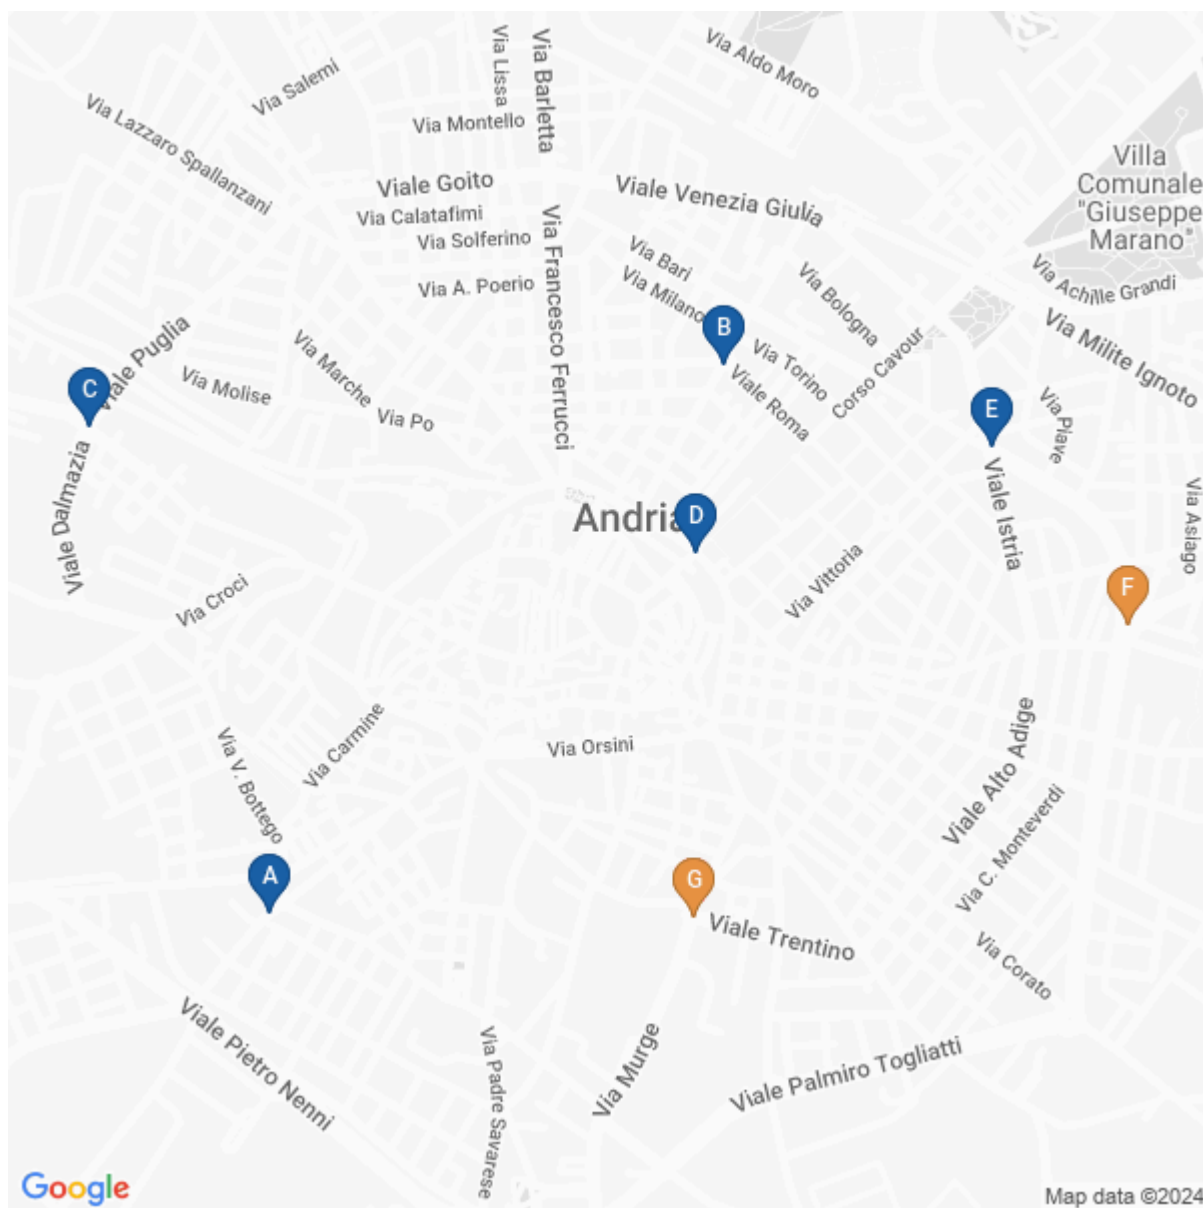 Via Aldo Moro
Via Barletta
Via Lissa
Via Salemi
Via Montello
Via Lazzaro Spallanzani
Villa
Comunale
"Giuseppe
Marano"
Viale Goito
Viale Venezia Giulia
Via Calatafimi
Via Solferino
Via Francesco Ferrucci
Via Bari
Via Milano
Via Bologna
Via Achille Grandi
Via A. Poerio
Via Milite Ignoto
B
Via Torino
Corso Cavour
Viale Puglia
Via Marche
Via Molise
C
Via Po
Viale Roma
E
Via Piave
Viale Dalmazia
Viale Istria
Via Asiago
Andria
D
Via Croci
Via Vittoria
F
Via Carmine
Via Orsini
Via V. Bottego
Viale Alto Adige
Via C. Monteverdi
A
G
Viale Trentino
Via Corato
Viale Pietro Nenni
Via Padre Savarese
Via Murge
Viale Palmiro Togliatti
Google
Map data ©2024